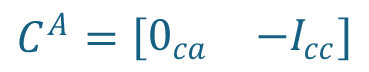 C^A = [0_{ca} -I_{cc}]